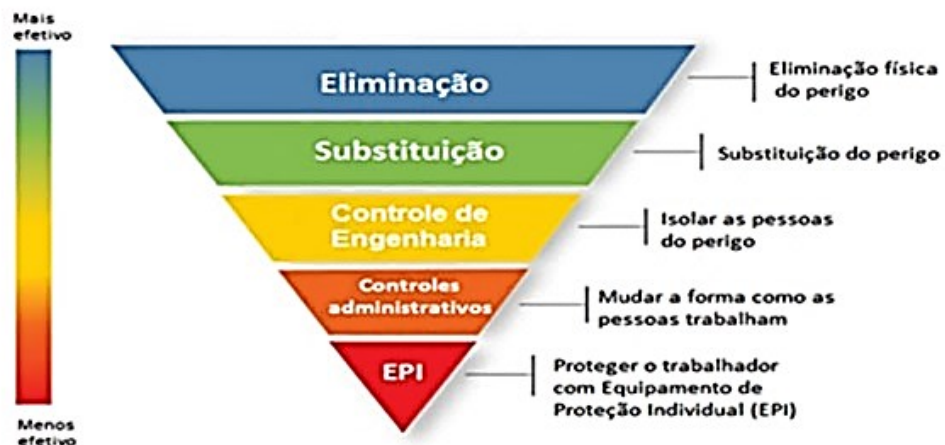 Mais
efetivo
Eliminação
Eliminação física
do perigo
Substituição
Substituição do perigo
Controle de
Engenharia
Isolar as pessoas
do perigo
Controles
administrativos
Mudar a forma como as
pessoas trabalham
EPI
Proteger o trabalhador
com Equipamento de
Proteção Individual (EPI)
Menos
efetivo